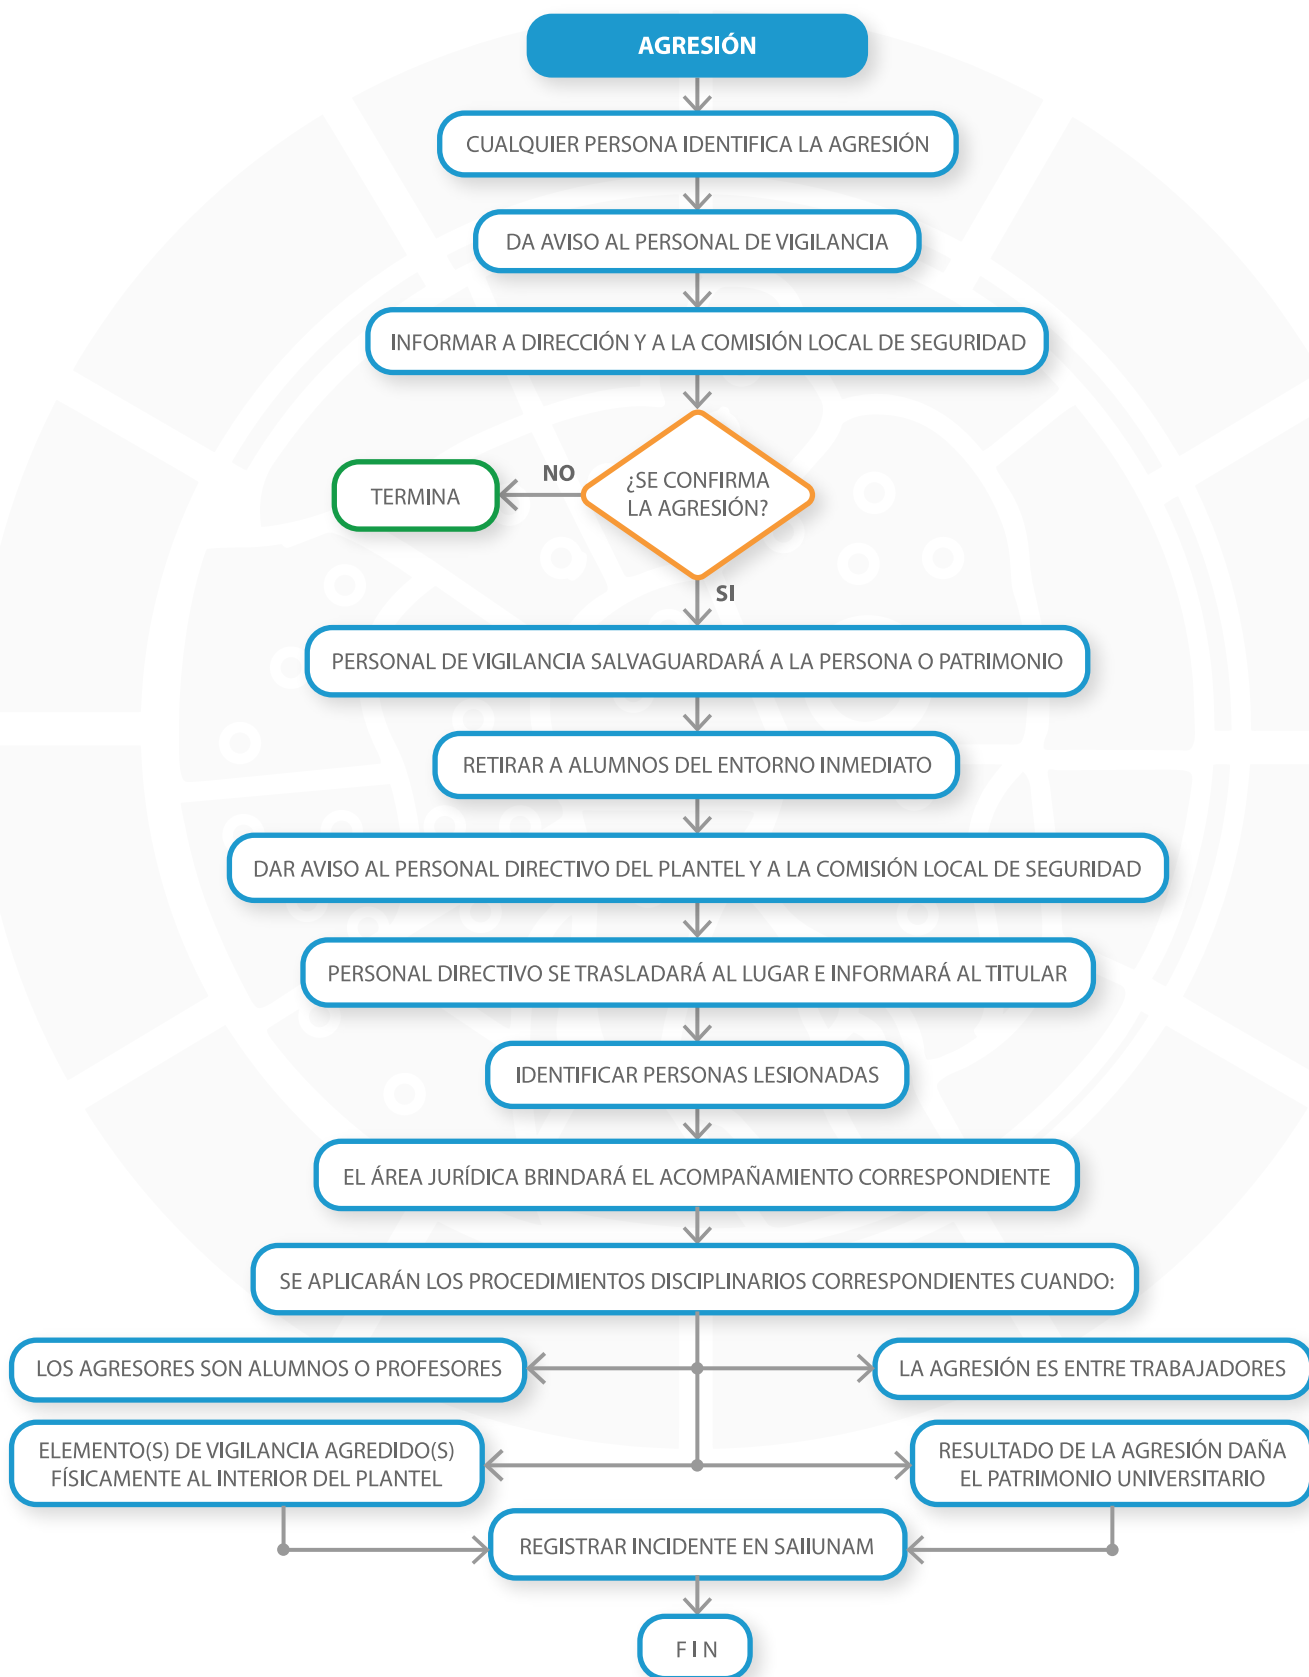 AGRESIÓN
CUALQUIER PERSONA IDENTIFICA LA AGRESIÓN
DA AVISO AL PERSONAL DE VIGILANCIA
INFORMAR A DIRECCIÓN Y A LA COMISIÓN LOCAL DE SEGURIDAD
¿SE CONFIRMA
LA AGRESIÓN?
NO
TERMINA
SI
PERSONAL DE VIGILANCIA SALVAGUARDARÁ A LA PERSONA O PATRIMONIO
RETIRAR A ALUMNOS DEL ENTORNO INMEDIATO
DAR AVISO AL PERSONAL DIRECTIVO DEL PLANTEL Y A LA COMISIÓN LOCAL DE SEGURIDAD
PERSONAL DIRECTIVO SE TRASLADARÁ AL LUGAR E INFORMARÁ AL TITULAR
IDENTIFICAR PERSONAS LESIONADAS
EL ÁREA JURÍDICA BRINDARÁ EL ACOMPAÑAMIENTO CORRESPONDIENTE
SE APLICARÁN LOS PROCEDIMIENTOS DISCIPLINARIOS CORRESPONDIENTES CUANDO:
LOS AGRESORES SON ALUMNOS O PROFESORES
LA AGRESIÓN ES ENTRE TRABAJADORES
ELEMENTO(S) DE VIGILANCIA AGREDIDO(S)
FÍSICAMENTE AL INTERIOR DEL PLANTEL
RESULTADO DE LA AGRESIÓN DAÑA
EL PATRIMONIO UNIVERSITARIO
REGISTRAR INCIDENTE EN SAIIUNAM
F I N